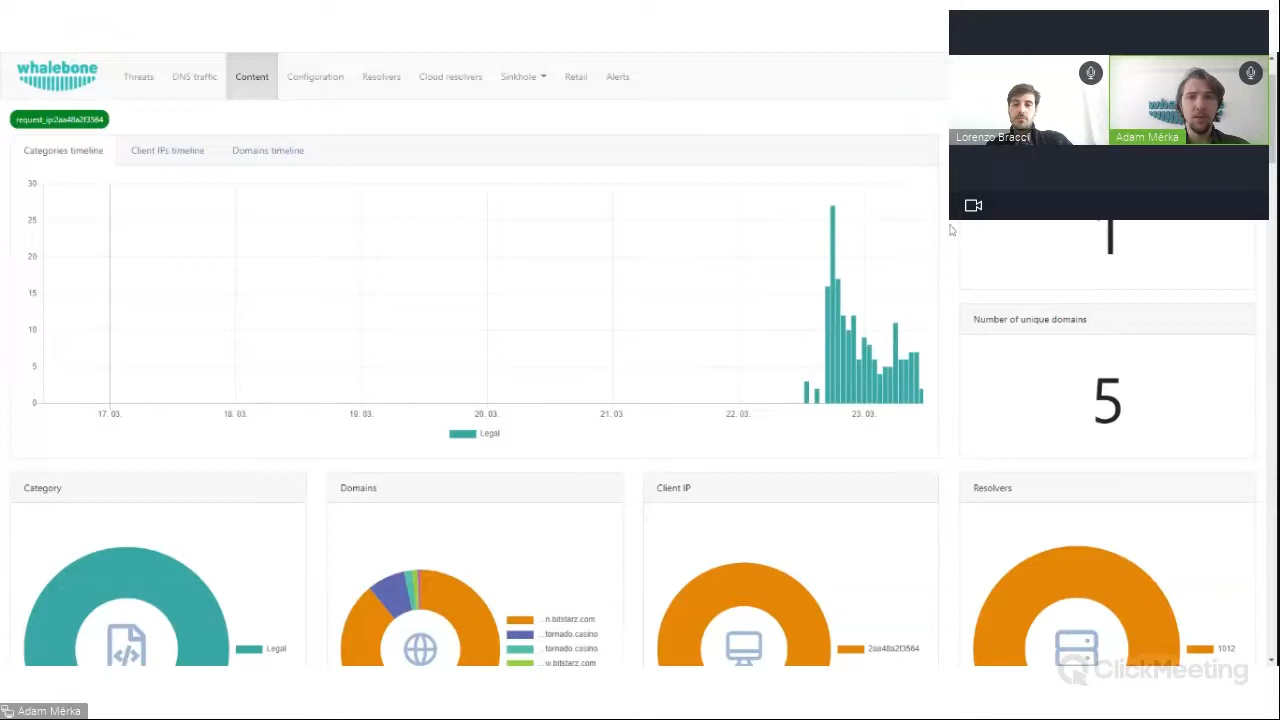 whalebone
Threats
DNS traffic
Content
Configuration
Resolvers
Cloud resolvers
Sinkhole
Retail
Alerts
Lorenzo Bracci
Adam Měrka
request_ip:2aa48a2f3564
Categories timeline
Client IPs timeline
Domains timeline
30
25
20
15
10
5
0
17. 03.
18. 03.
19. 03.
20. 03.
21. 03.
22. 03.
23. 03.
Legal
1
Number of unique domains
5
Category
Domains
Client IP
Resolvers
Legal
...n.bitstarz.com
...tornado.casino
...tornado.casino
...w.bitstarz.com
2aa48a2f3564
1012
ClickMeeting
Adam Měrka